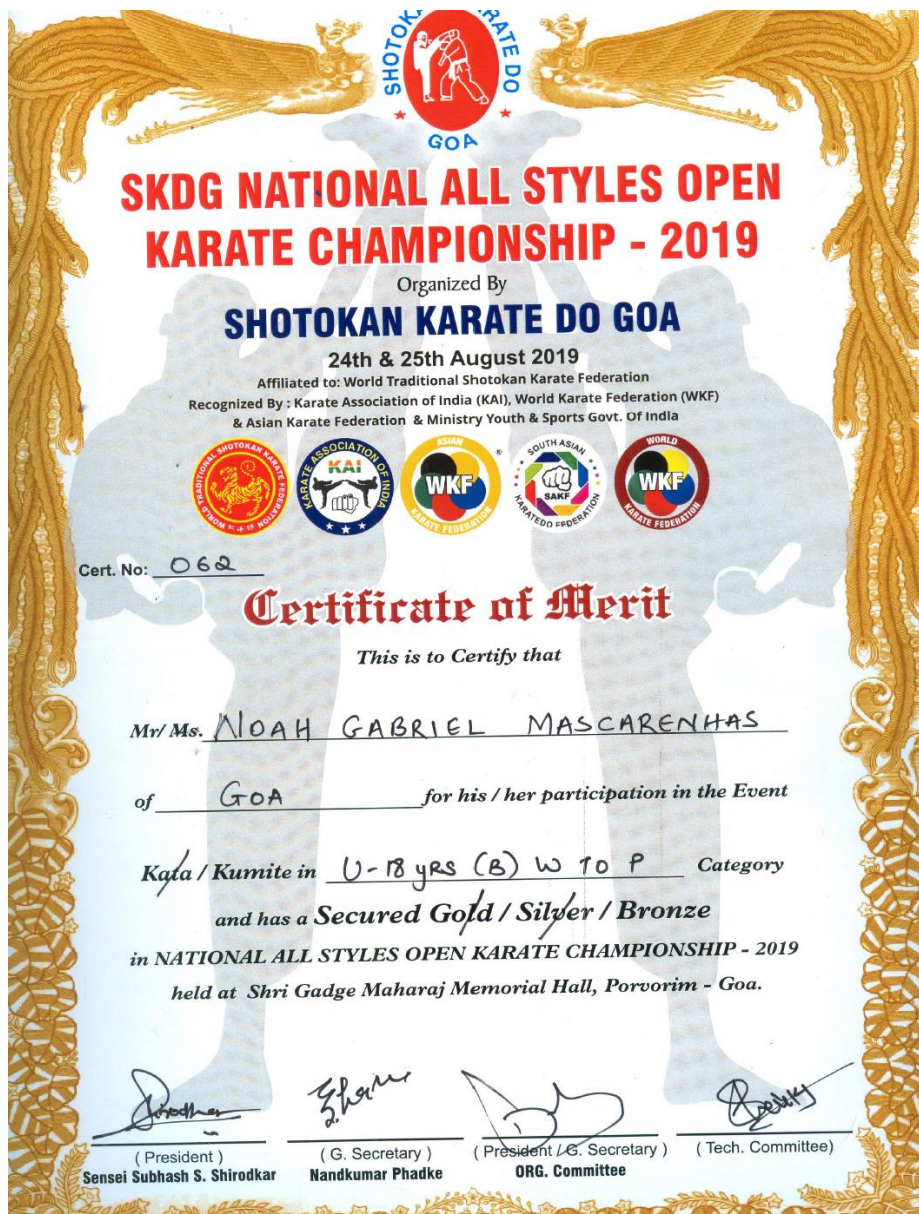 SHOTOKAN KARATE DO
GOA
SKDG NATIONAL ALL STYLES OPEN
KARATE CHAMPIONSHIP - 2019
Organized By
SHOTOKAN KARATE DO GOA
24th & 25th August 2019
Affiliated to: World Traditional Shotokan Karate Federation
Recognized By : Karate Association of India (KAI), World Karate Federation (WKF)
& Asian Karate Federation & Ministry Youth & Sports Govt. Of India
WORLD TRADITIONAL SHOTOKAN KARATE FEDERATION
KARATE ASSOCIATION OF INDIA
KAI
ASIAN
WKF
KARATE FEDERATION
®
SOUTH ASIAN
SAKF
KARATEDO FEDERATION
WORLD
WKF
KARATE FEDERATION
Cert. No: 062
Certificate of Merit
This is to Certify that
Mr/ Ms. NOAH GABRIEL MASCARENHAS
of GOA for his / her participation in the Event
Kata / Kumite in U-18 yrs (B) W TO P Category
and has a Secured Gold / Silver / Bronze
in NATIONAL ALL STYLES OPEN KARATE CHAMPIONSHIP - 2019
held at Shri Gadge Maharaj Memorial Hall, Porvorim - Goa.
( President ) ( G. Secretary ) ( President / G. Secretary ) ( Tech. Committee)
Sensei Subhash S. Shirodkar Nandkumar Phadke ORG. Committee